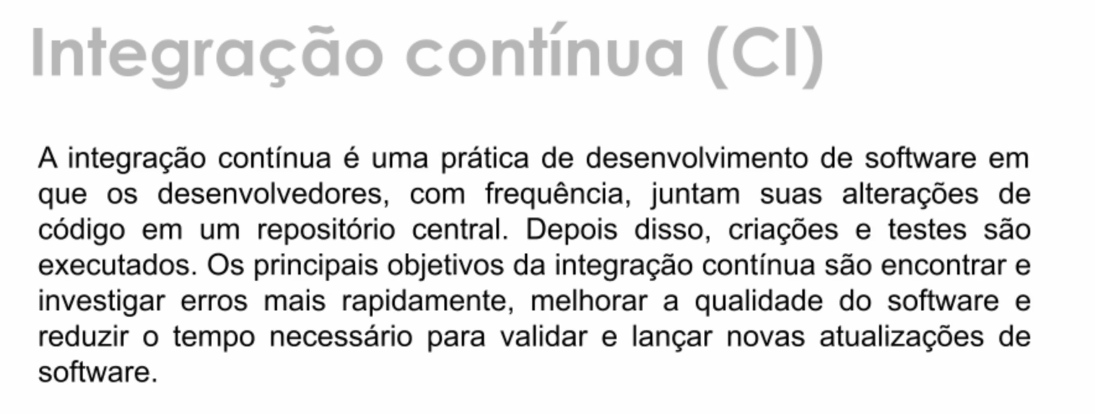 Integração contínua (CI)
A integração contínua é uma prática de desenvolvimento de software em
que os desenvolvedores, com frequência, juntam suas alterações de
código em um repositório central. Depois disso, criações e testes são
executados. Os principais objetivos da integração contínua são encontrar e
investigar erros mais rapidamente, melhorar a qualidade do software e
reduzir o tempo necessário para validar e lançar novas atualizações de
software.